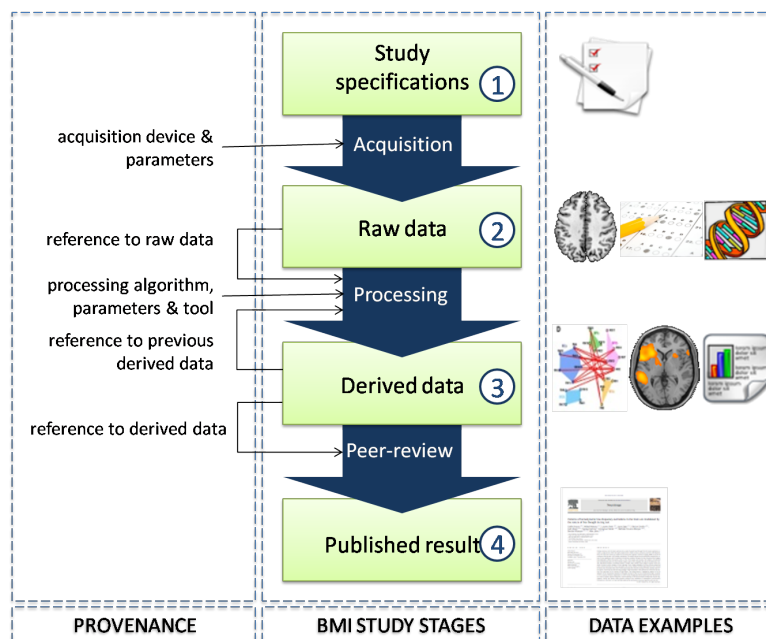 Study
specifications
1
acquisition device &
parameters
Acquisition
Raw data
2
reference to raw data
processing algorithm,
parameters & tool
Processing
reference to previous
derived data
Derived data
3
reference to derived data
Peer-review
Published result
4
PROVENANCE
BMI STUDY STAGES
DATA EXAMPLES